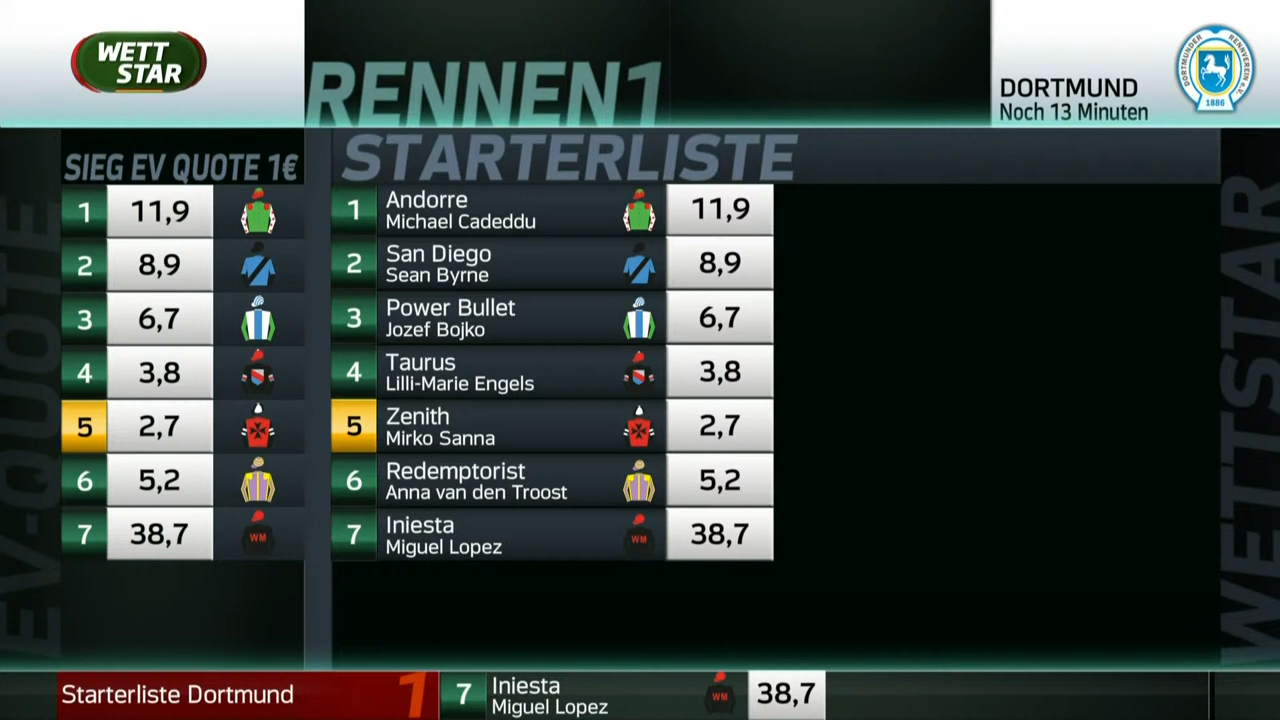 WETT
STAR
RENNEN1
DORTMUND
Noch 13 Minuten
DORTMUNDER RENNVEREIN e.V.
1886
SIEG EV QUOTE 1€
STARTERLISTE
1 11,9
2 8,9
3 6,7
4 3,8
5 2,7
6 5,2
7 38,7
WM
1 Andorre 11,9
Michael Cadeddu
2 San Diego 8,9
Sean Byrne
3 Power Bullet 6,7
Jozef Bojko
4 Taurus 3,8
Lilli-Marie Engels
5 Zenith 2,7
Mirko Sanna
6 Redemptorist 5,2
Anna van den Troost
7 Iniesta 38,7
Miguel Lopez
WM
EV-QUOTE
WETTSTAR
Starterliste Dortmund 1
7 Iniesta 38,7
Miguel Lopez
WM